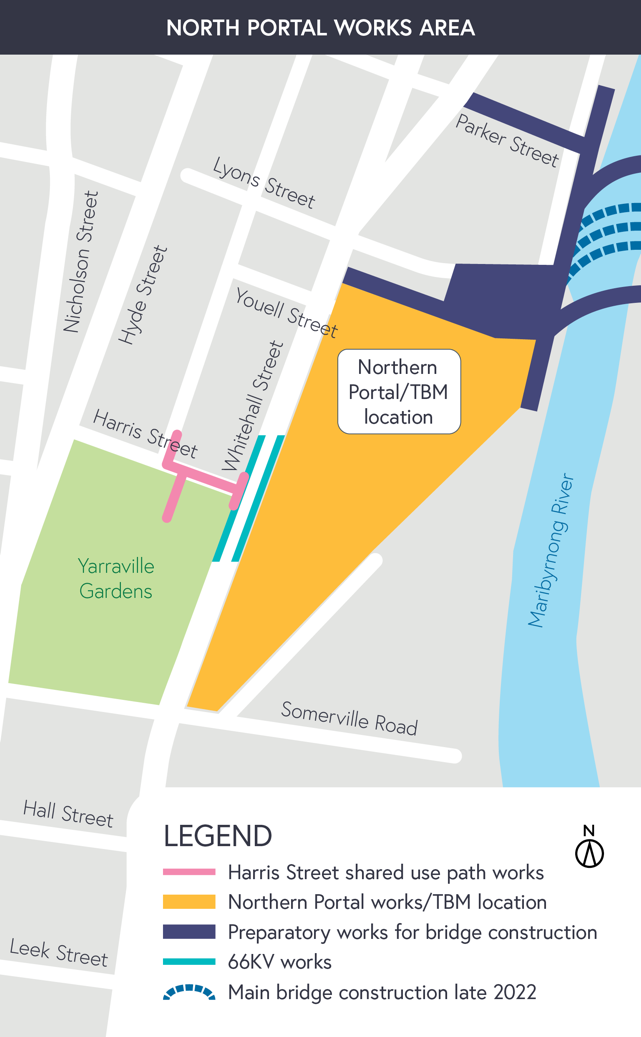 NORTH PORTAL WORKS AREA
Parker Street
Lyons Street
Nicholson Street
Hyde Street
Youell Street
Northern
Portal/TBM
location
Whitehall Street
Harris Street
Maribyrnong River
Yarraville
Gardens
Somerville Road
Hall Street
Leek Street
LEGEND
N
Harris Street shared use path works
Northern Portal works/TBM location
Preparatory works for bridge construction
66KV works
Main bridge construction late 2022